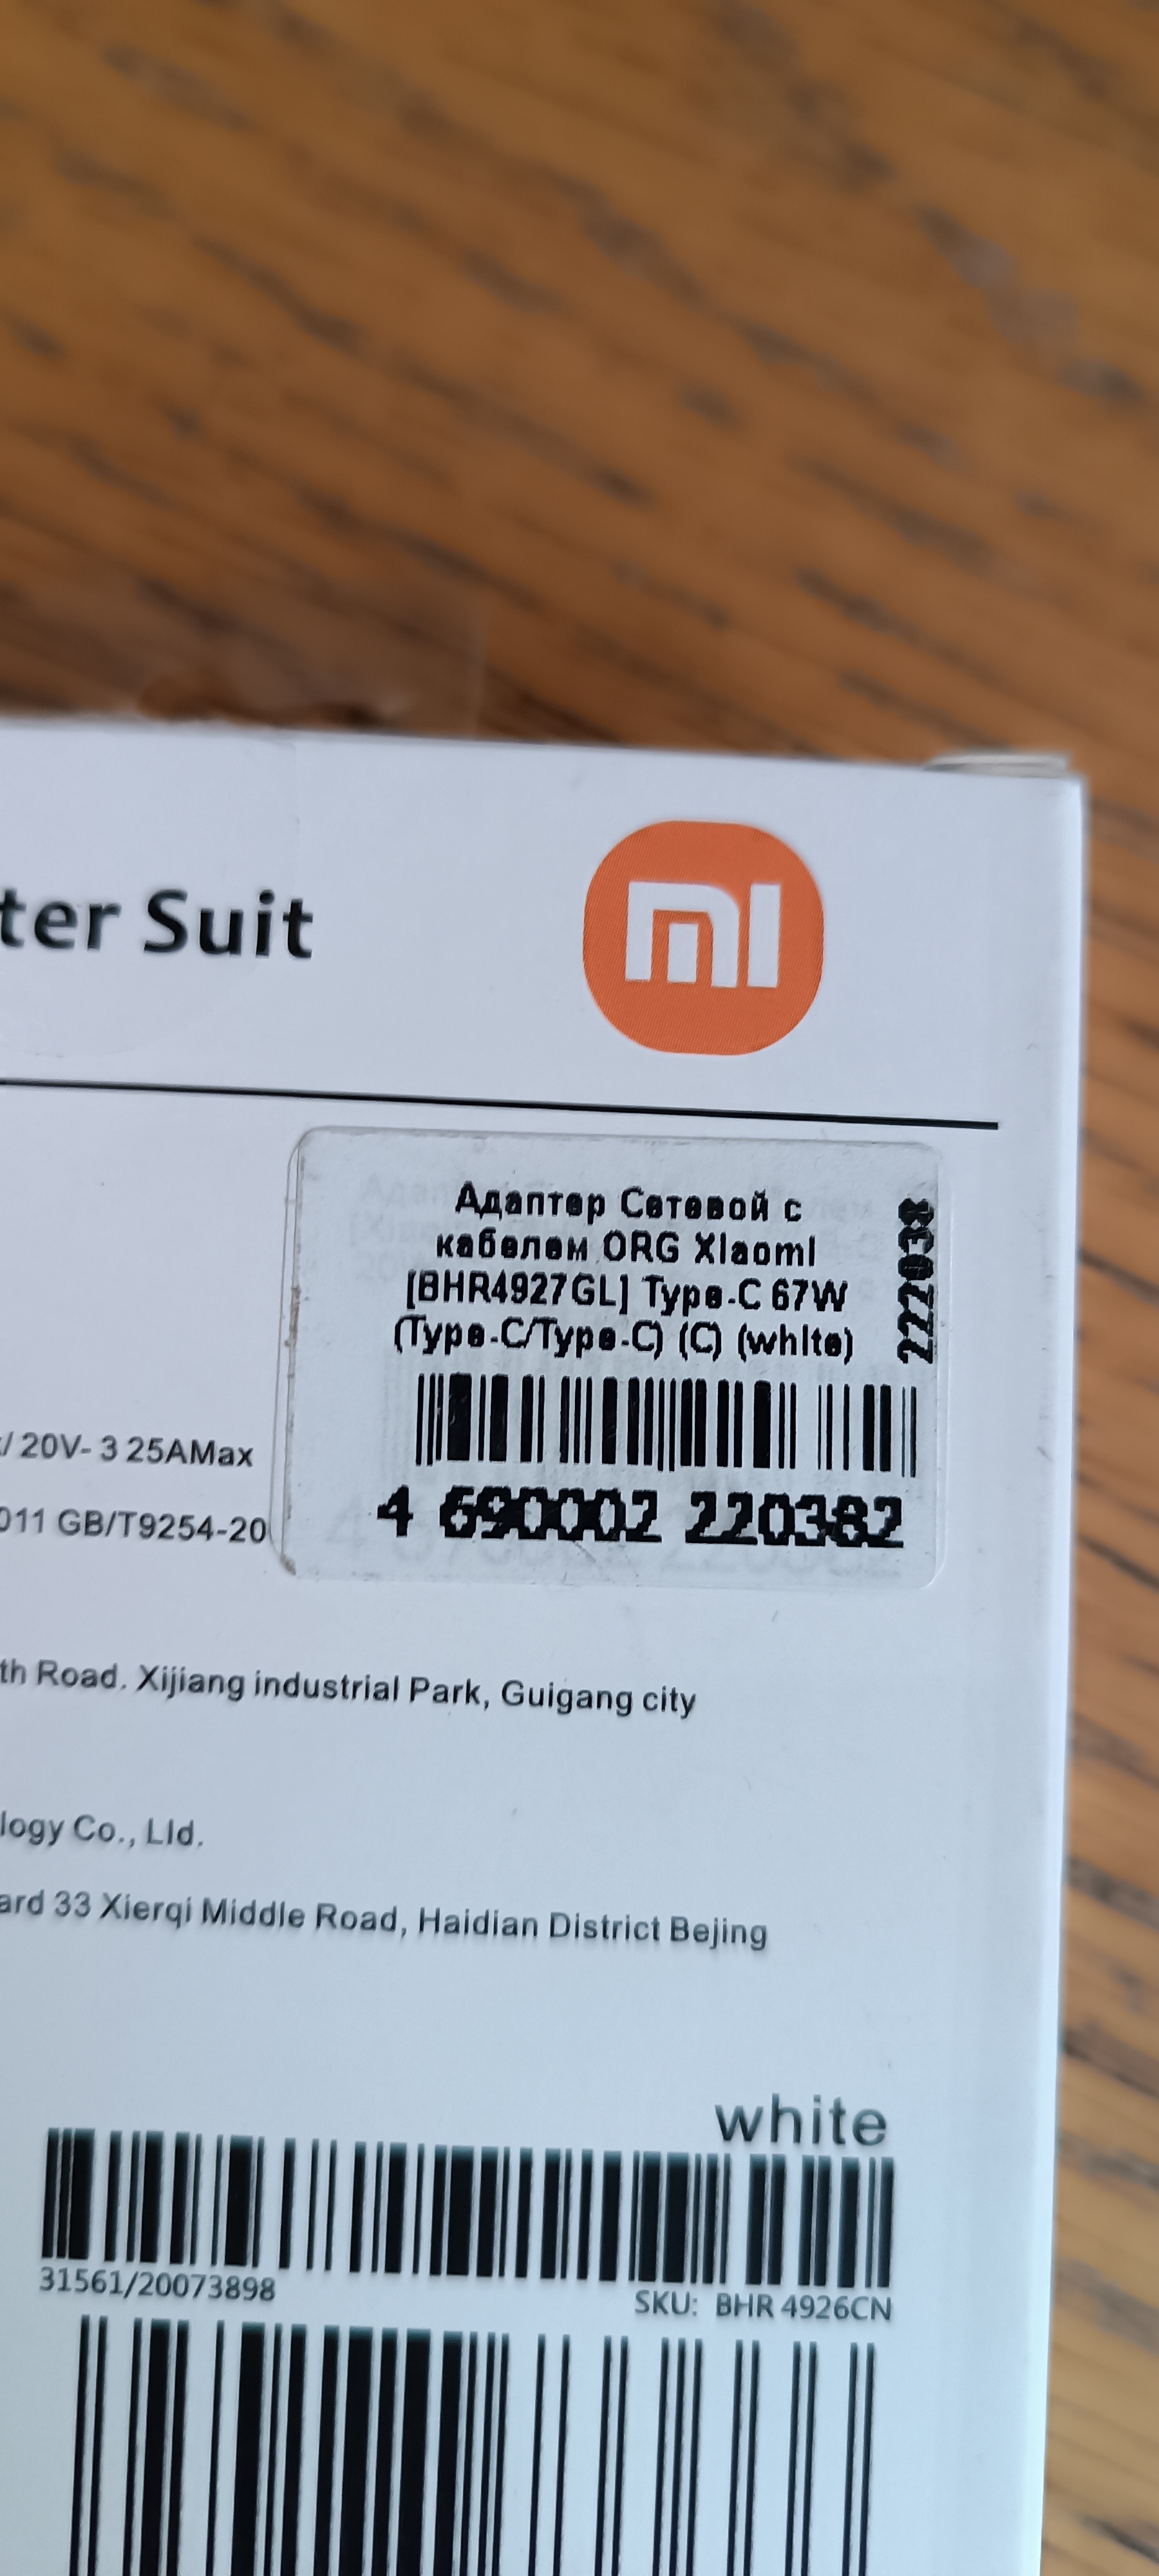 ter Suit
mi
Адаптер Сетевой с
кабелем ORG Xiaomi
[BHR4927GL] Type-C 67W
(Type-C/Type-C) (C) (white)
222038
4 690002 220382
/ 20V- 3 25AMax
011 GB/T9254-20
th Road. Xijiang industrial Park, Guigang city
logy Co., Lld.
ard 33 Xierqi Middle Road, Haidian District Bejing
white
31561/20073898
SKU: BHR 4926CN